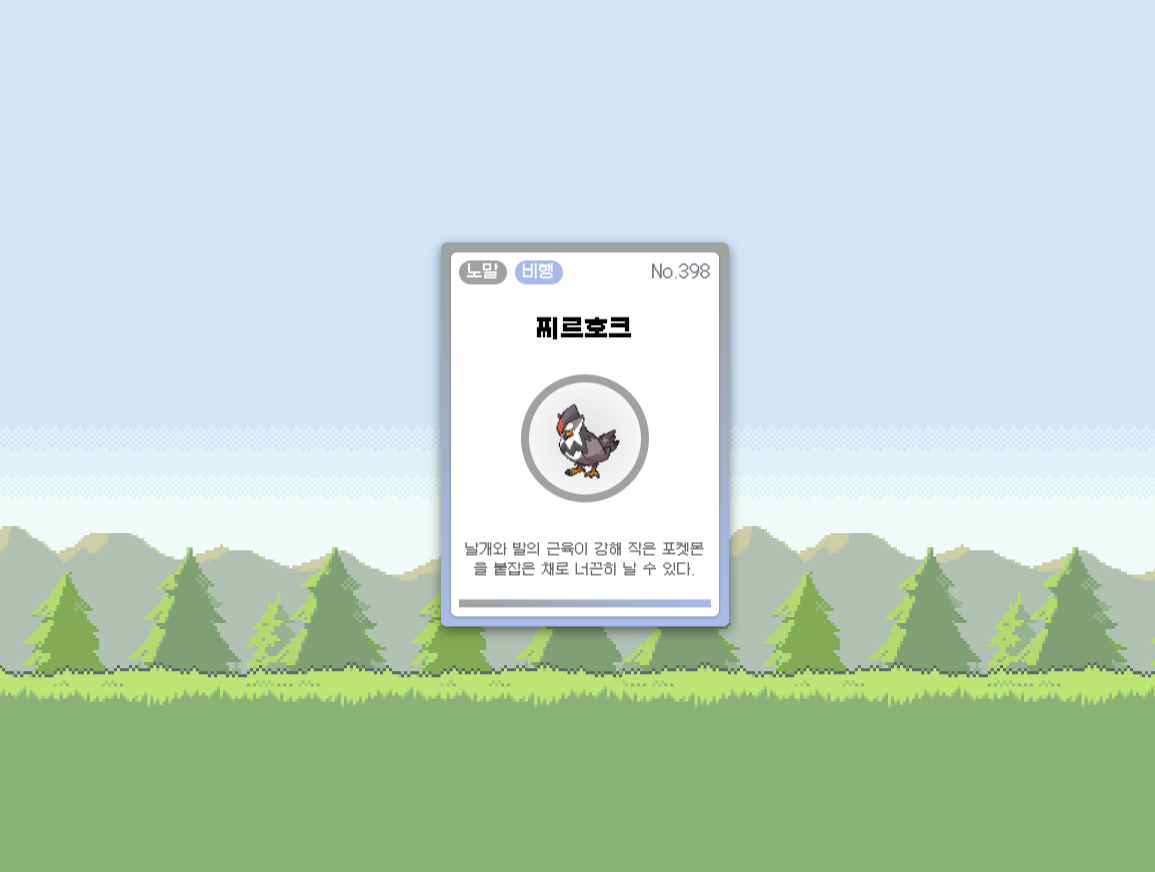 노말 비행 No.398
찌르호크
날개와 발의 근육이 강해 작은 포켓몬
을 붙잡은 채로 너끈히 날 수 있다.